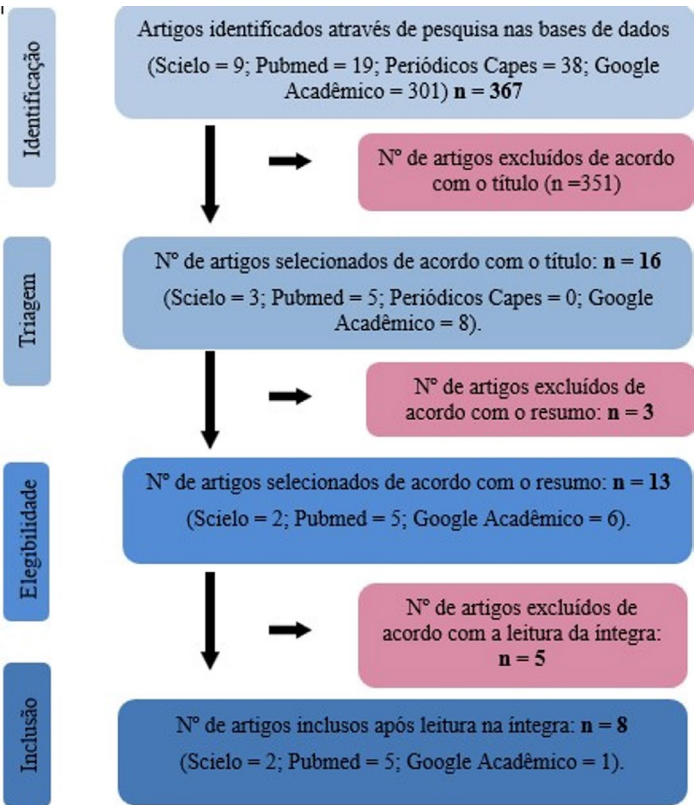 Identificação
Artigos identificados através de pesquisa nas bases de dados
(Scielo = 9; Pubmed = 19; Periódicos Capes = 38; Google
Acadêmico = 301) n = 367
Nº de artigos excluídos de acordo
com o título (n =351)
Triagem
Nº de artigos selecionados de acordo com o título: n = 16
(Scielo = 3; Pubmed = 5; Periódicos Capes = 0; Google
Acadêmico = 8).
Nº de artigos excluídos de
acordo com o resumo: n = 3
Elegibilidade
Nº de artigos selecionados de acordo com o resumo: n = 13
(Scielo = 2; Pubmed = 5; Google Acadêmico = 6).
Nº de artigos excluídos de
acordo com a leitura da íntegra:
n = 5
Inclusão
Nº de artigos inclusos após leitura na íntegra: n = 8
(Scielo = 2; Pubmed = 5; Google Acadêmico = 1).